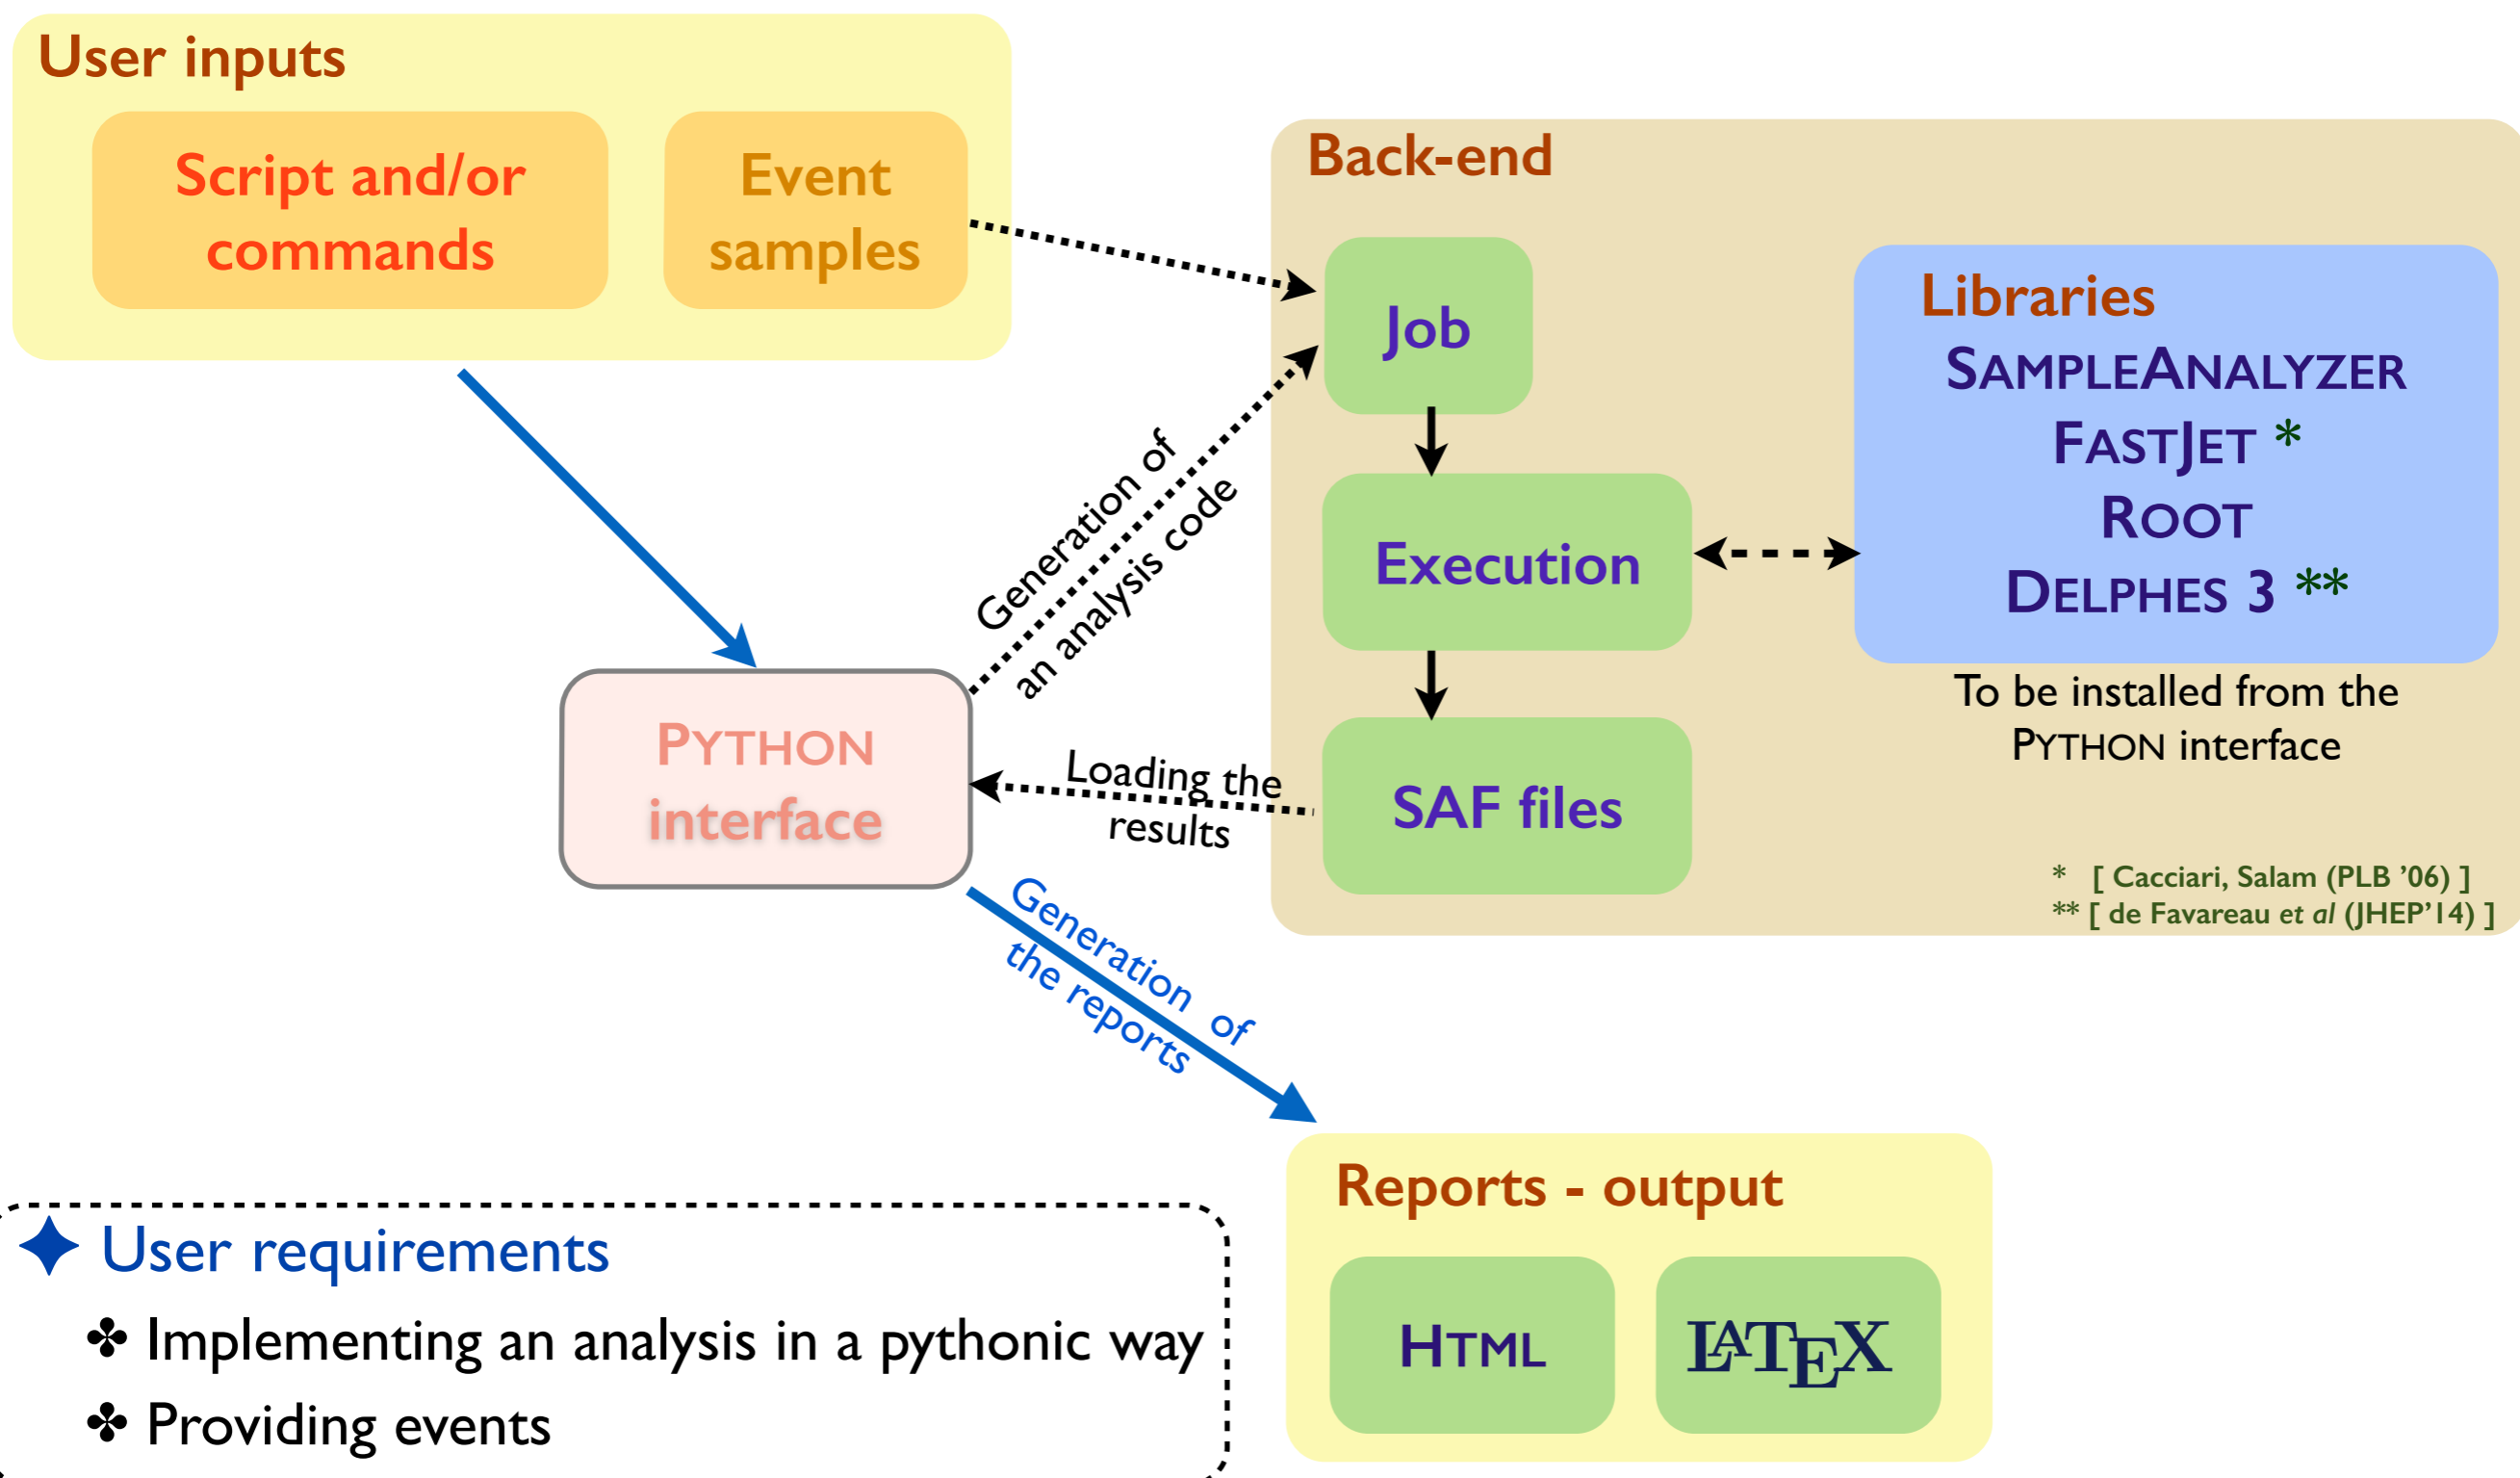 User inputs
Script and/or
commands
Event
samples
Back-end
Job
Execution
SAF files
Libraries
SAMPLEANALYZER
FASTJET *
ROOT
DELPHES 3 **
To be installed from the
PYTHON interface
* [ Cacciari, Salam (PLB ’06) ]
** [ de Favareau et al (JHEP’14) ]
Generation of
an analysis code
PYTHON
interface
Loading the
results
Generation of
the reports
Reports - output
HTML
LATEX
✦ User requirements
✤ Implementing an analysis in a pythonic way
✤ Providing events